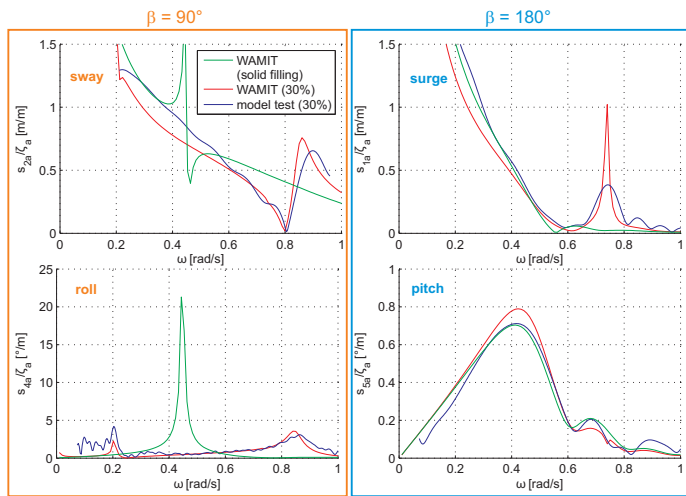 β = 90°
β = 180°
1.5
1
0.5
0
sway
WAMIT
(solid filling)
WAMIT (30%)
model test (30%)
s2a/ζa [m/m]
0 0.2 0.4 0.6 0.8 1
ω [rad/s]
1.5
1
0.5
0
surge
s1a/ζa [m/m]
0 0.2 0.4 0.6 0.8 1
ω [rad/s]
25
20
15
10
5
0
roll
s4a/ζa [°/m]
0 0.2 0.4 0.6 0.8 1
ω [rad/s]
1
0.8
0.6
0.4
0.2
0
pitch
s5a/ζa [°/m]
0 0.2 0.4 0.6 0.8 1
ω [rad/s]